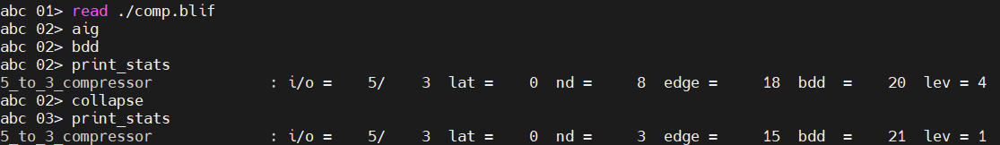 abc 01> read ./comp.blif
abc 02> aig
abc 02> bdd
abc 02> print_stats
5_to_3_compressor             : i/o =    5/    3  lat =    0  nd =     8  edge =     18  bdd  =    20  lev = 4
abc 02> collapse
abc 03> print_stats
5_to_3_compressor             : i/o =    5/    3  lat =    0  nd =     3  edge =     15  bdd  =    21  lev = 1